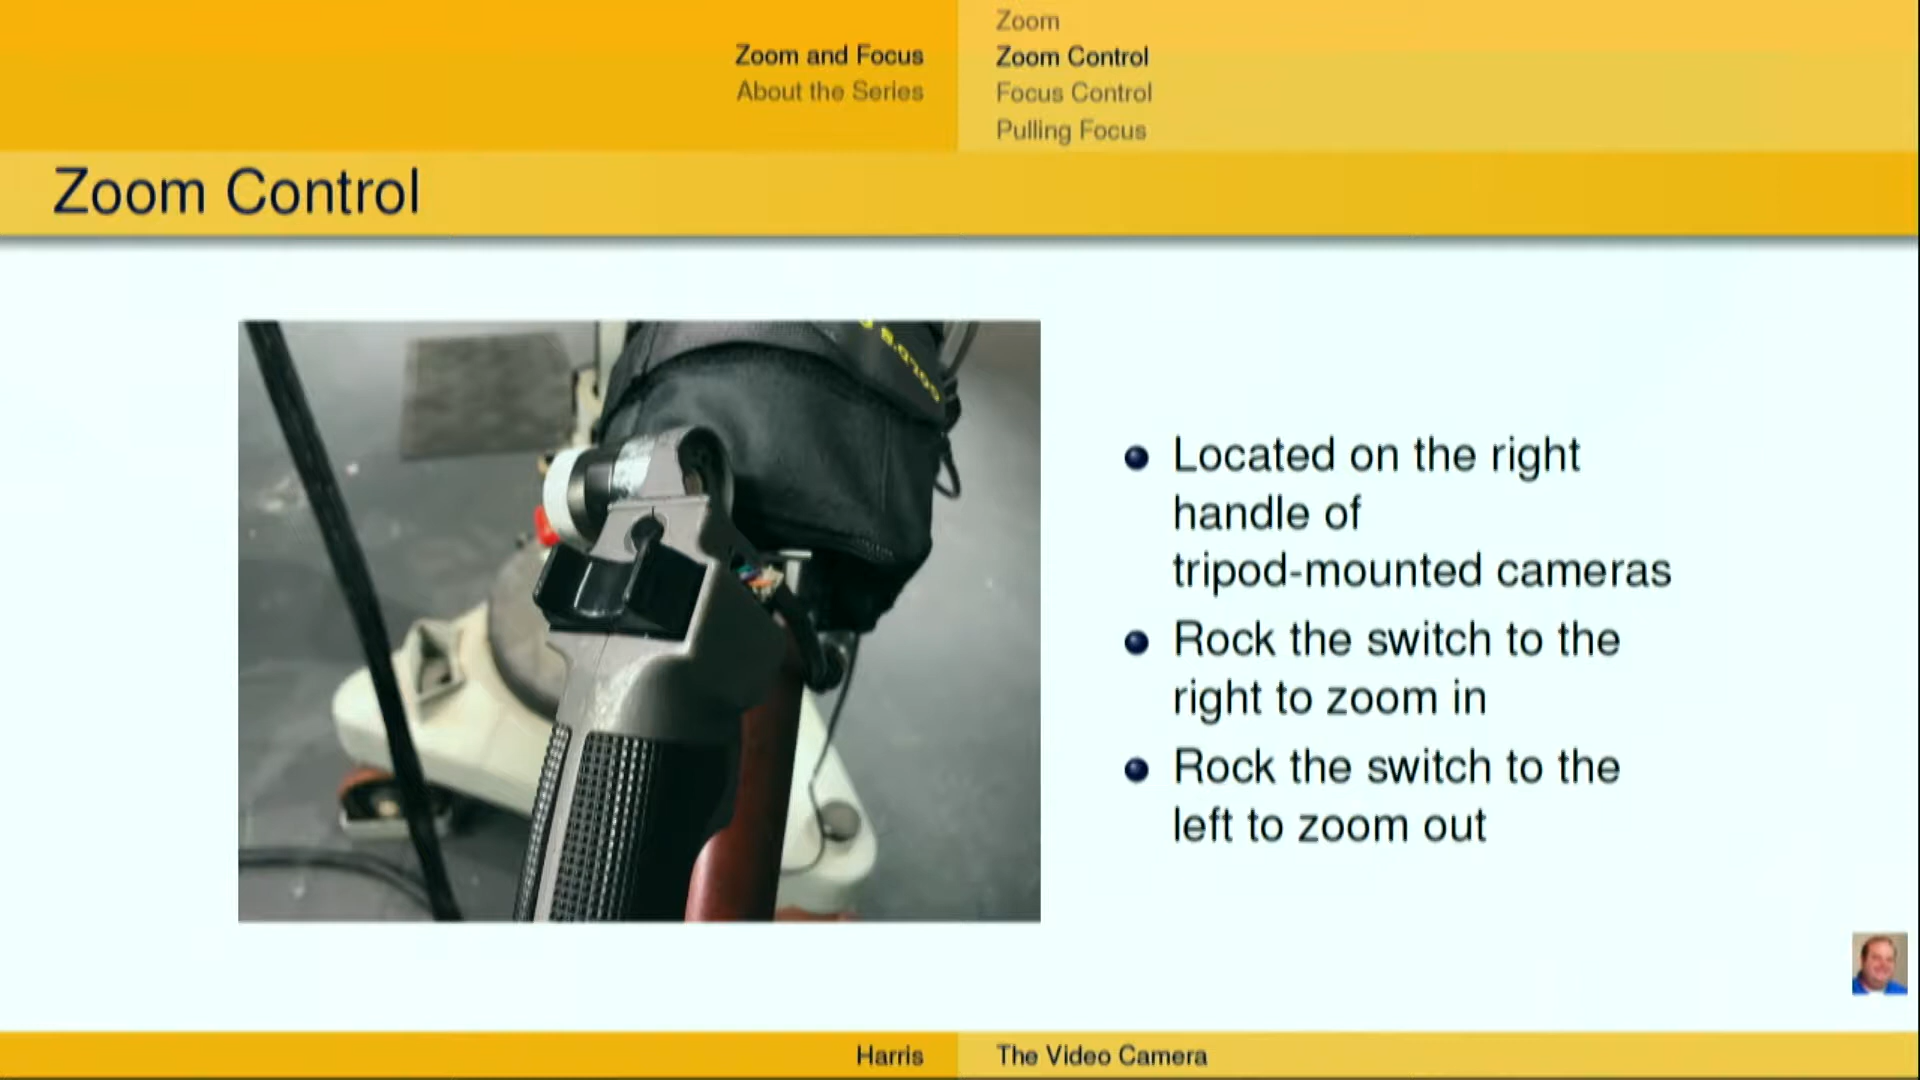 Zoom and Focus
About the Series
Zoom
Zoom Control
Focus Control
Pulling Focus
Zoom Control
Located on the right
handle of
tripod-mounted cameras
Rock the switch to the
right to zoom in
Rock the switch to the
left to zoom out
Harris
The Video Camera